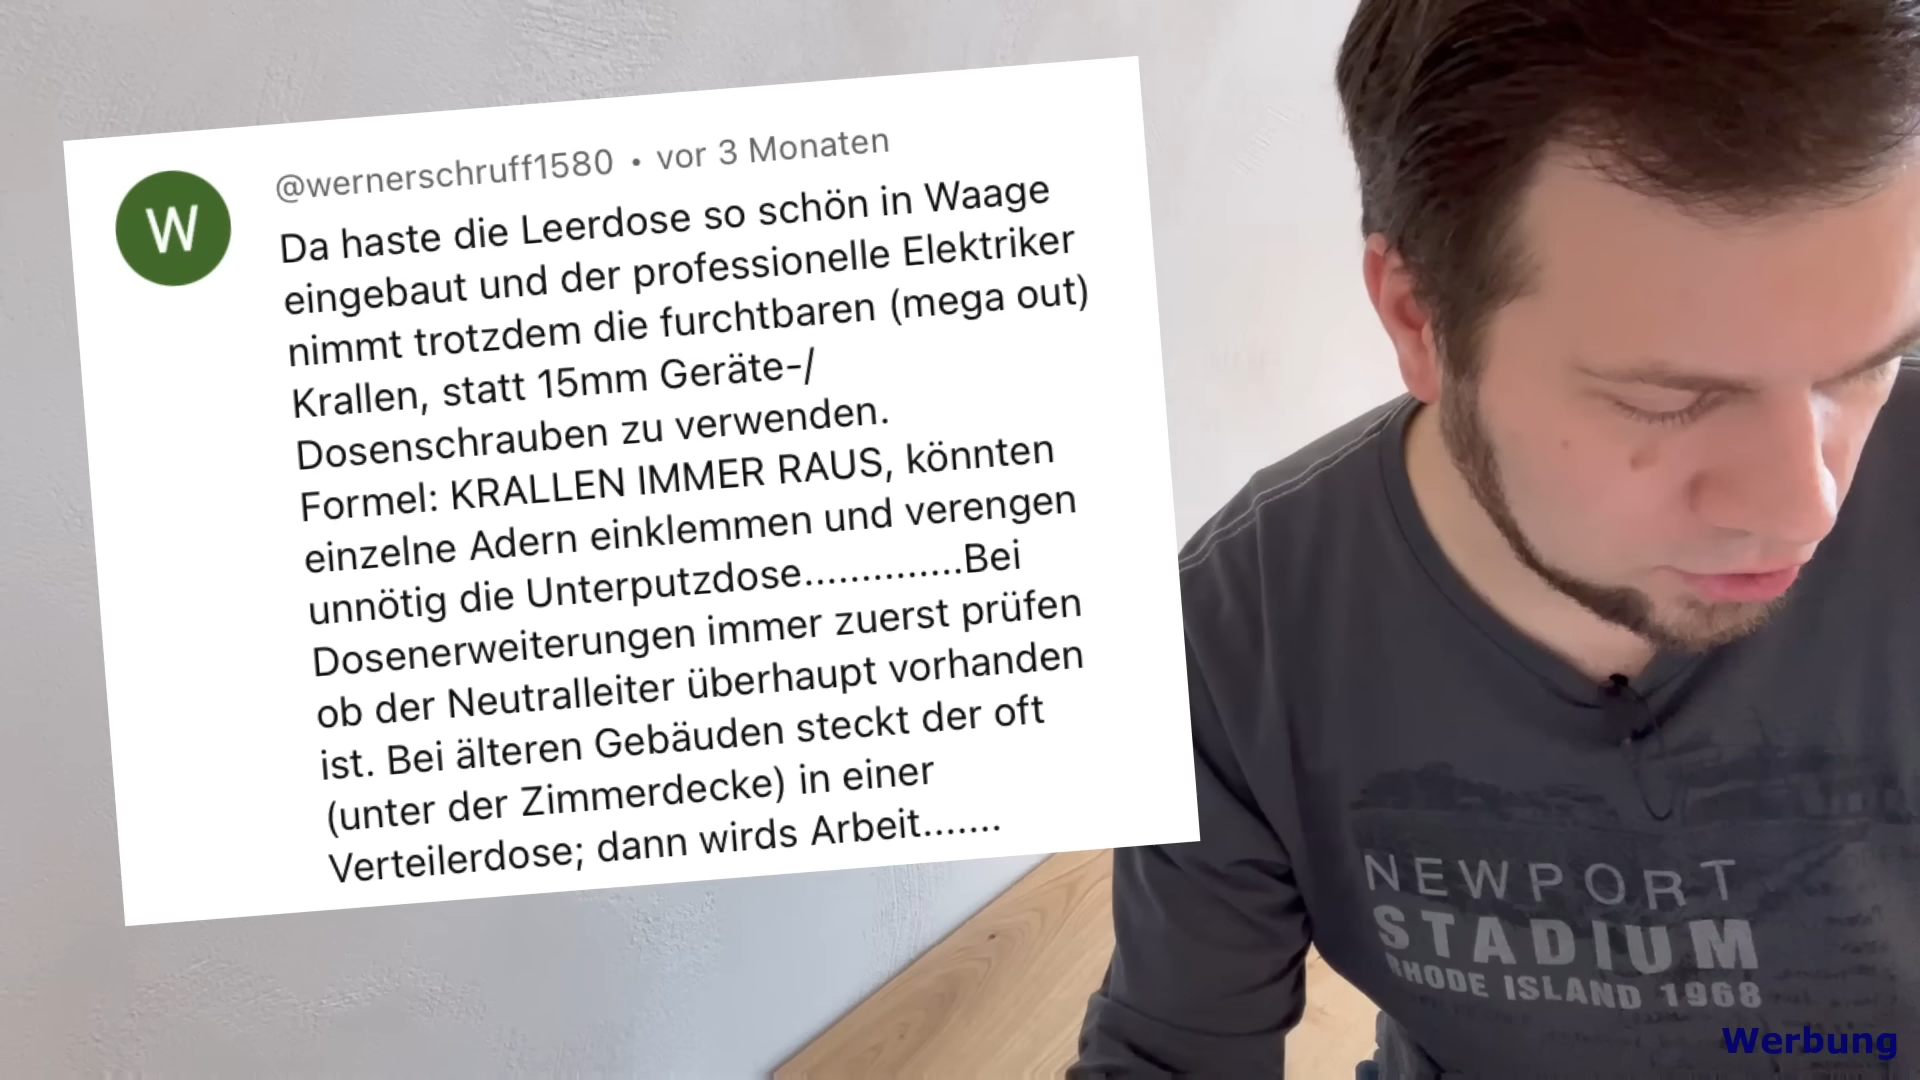 W
@wernerschruff1580 • vor 3 Monaten
Da haste die Leerdose so schön in Waage
eingebaut und der professionelle Elektriker
nimmt trotzdem die furchtbaren (mega out)
Krallen, statt 15mm Geräte-/
Dosenschrauben zu verwenden.
Formel: KRALLEN IMMER RAUS, könnten
einzelne Adern einklemmen und verengen
unnötig die Unterputzdose..............Bei
Dosenerweiterungen immer zuerst prüfen
ob der Neutralleiter überhaupt vorhanden
ist. Bei älteren Gebäuden steckt der oft
(unter der Zimmerdecke) in einer
Verteilerdose; dann wirds Arbeit.......
NEWPORT
STADIUM
RHODE ISLAND 1968
Werbung